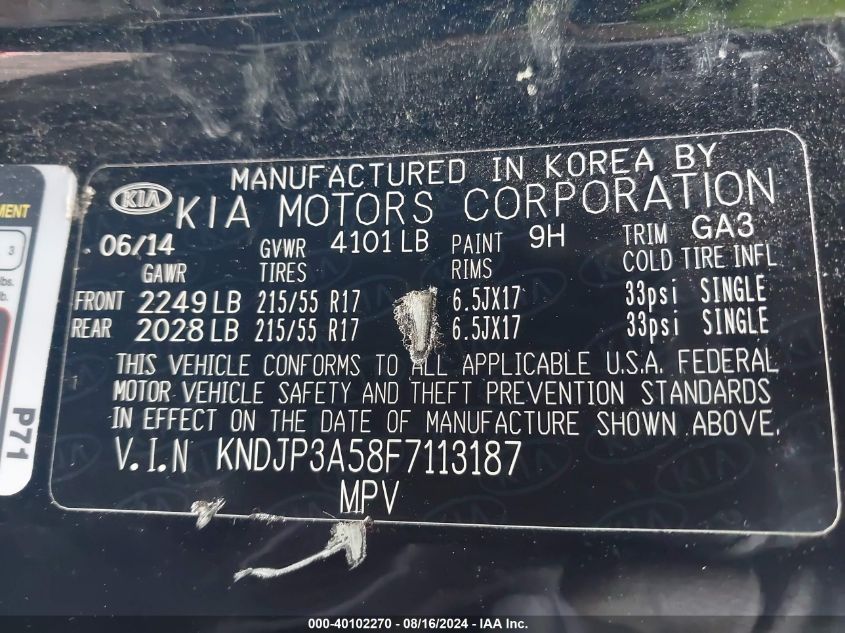 MANUFACTURED IN KOREA BY
KIA KIA MOTORS CORPORATION
06/14 GVWR 4101 LB PAINT 9H TRIM GA3
GAWR TIRES RIMS COLD TIRE INFL
FRONT 2249 LB 215/55 R17 6.5JX17 33psi SINGLE
REAR 2028 LB 215/55 R17 6.5JX17 33psi SINGLE
THIS VEHICLE CONFORMS TO ALL APPLICABLE U.S.A. FEDERAL
MOTOR VEHICLE SAFETY AND THEFT PREVENTION STANDARDS
IN EFFECT ON THE DATE OF MANUFACTURE SHOWN ABOVE.
V.I.N KNDJP3A58F7113187
MPV
3
lbs.
lb.
P71
000-40102270 - 08/16/2024 - IAA Inc.